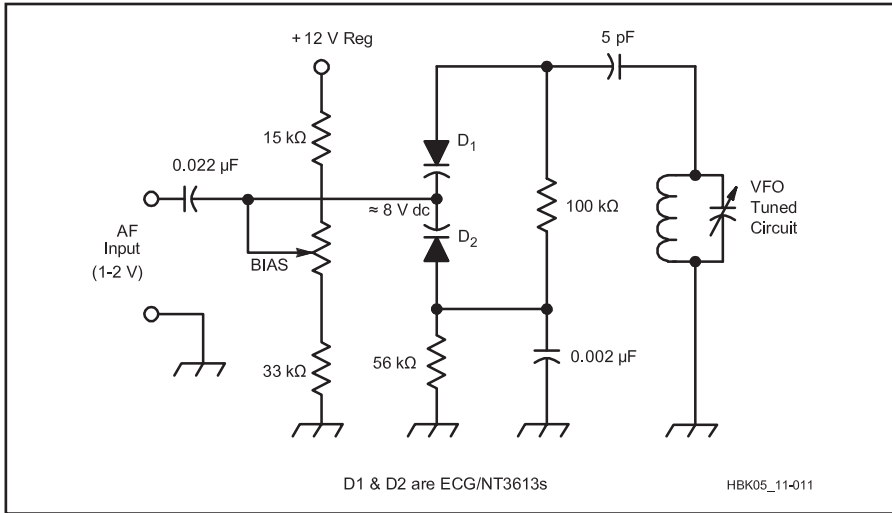 + 12 V Reg
5 pF
15 kΩ
D1
0.022 µF
VFO
Tuned
Circuit
≈ 8 V dc
100 kΩ
AF
Input
(1-2 V)
D2
BIAS
33 kΩ
56 kΩ
0.002 µF
D1 & D2 are ECG/NT3613s
HBK05_11-011